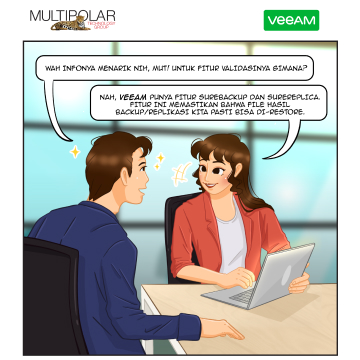 MULTIPOLAR
TECHNOLOGY
GROUP
veeam
WAH INFONYA MENARIK NIH, MUT! UNTUK FITUR VALIDASINYA GIMANA?
NAH, VEEAM PUNYA FITUR SUREBACKUP DAN SUREREPLICA.
FITUR INI MEMASTIKAN BAHWA FILE HASIL
BACKUP/REPLIKASI KITA PASTI BISA DI-RESTORE.